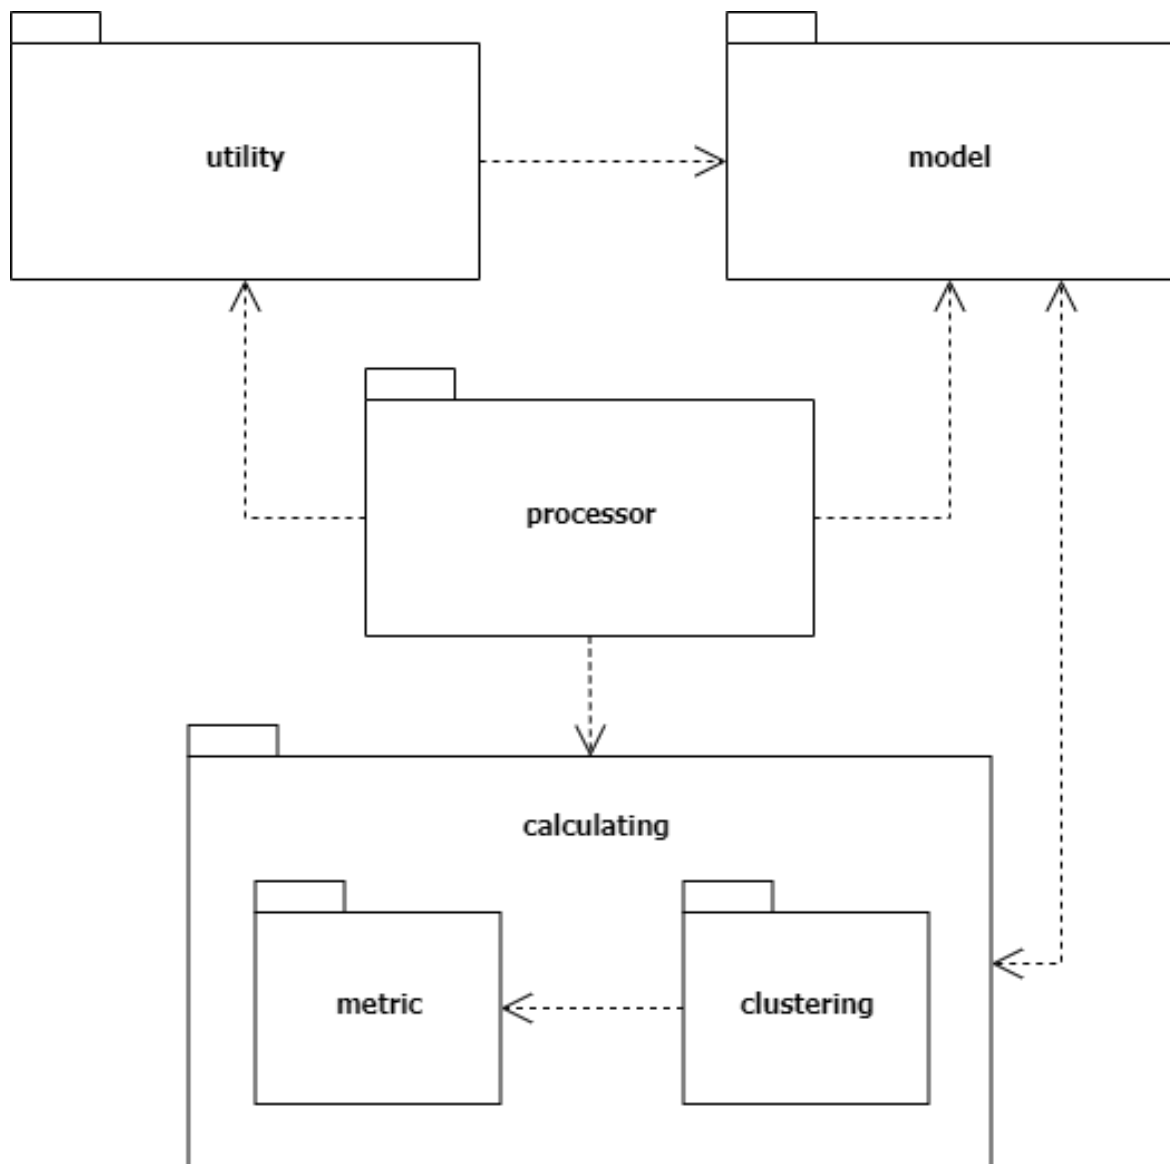 utility
model
processor
calculating
metric
clustering